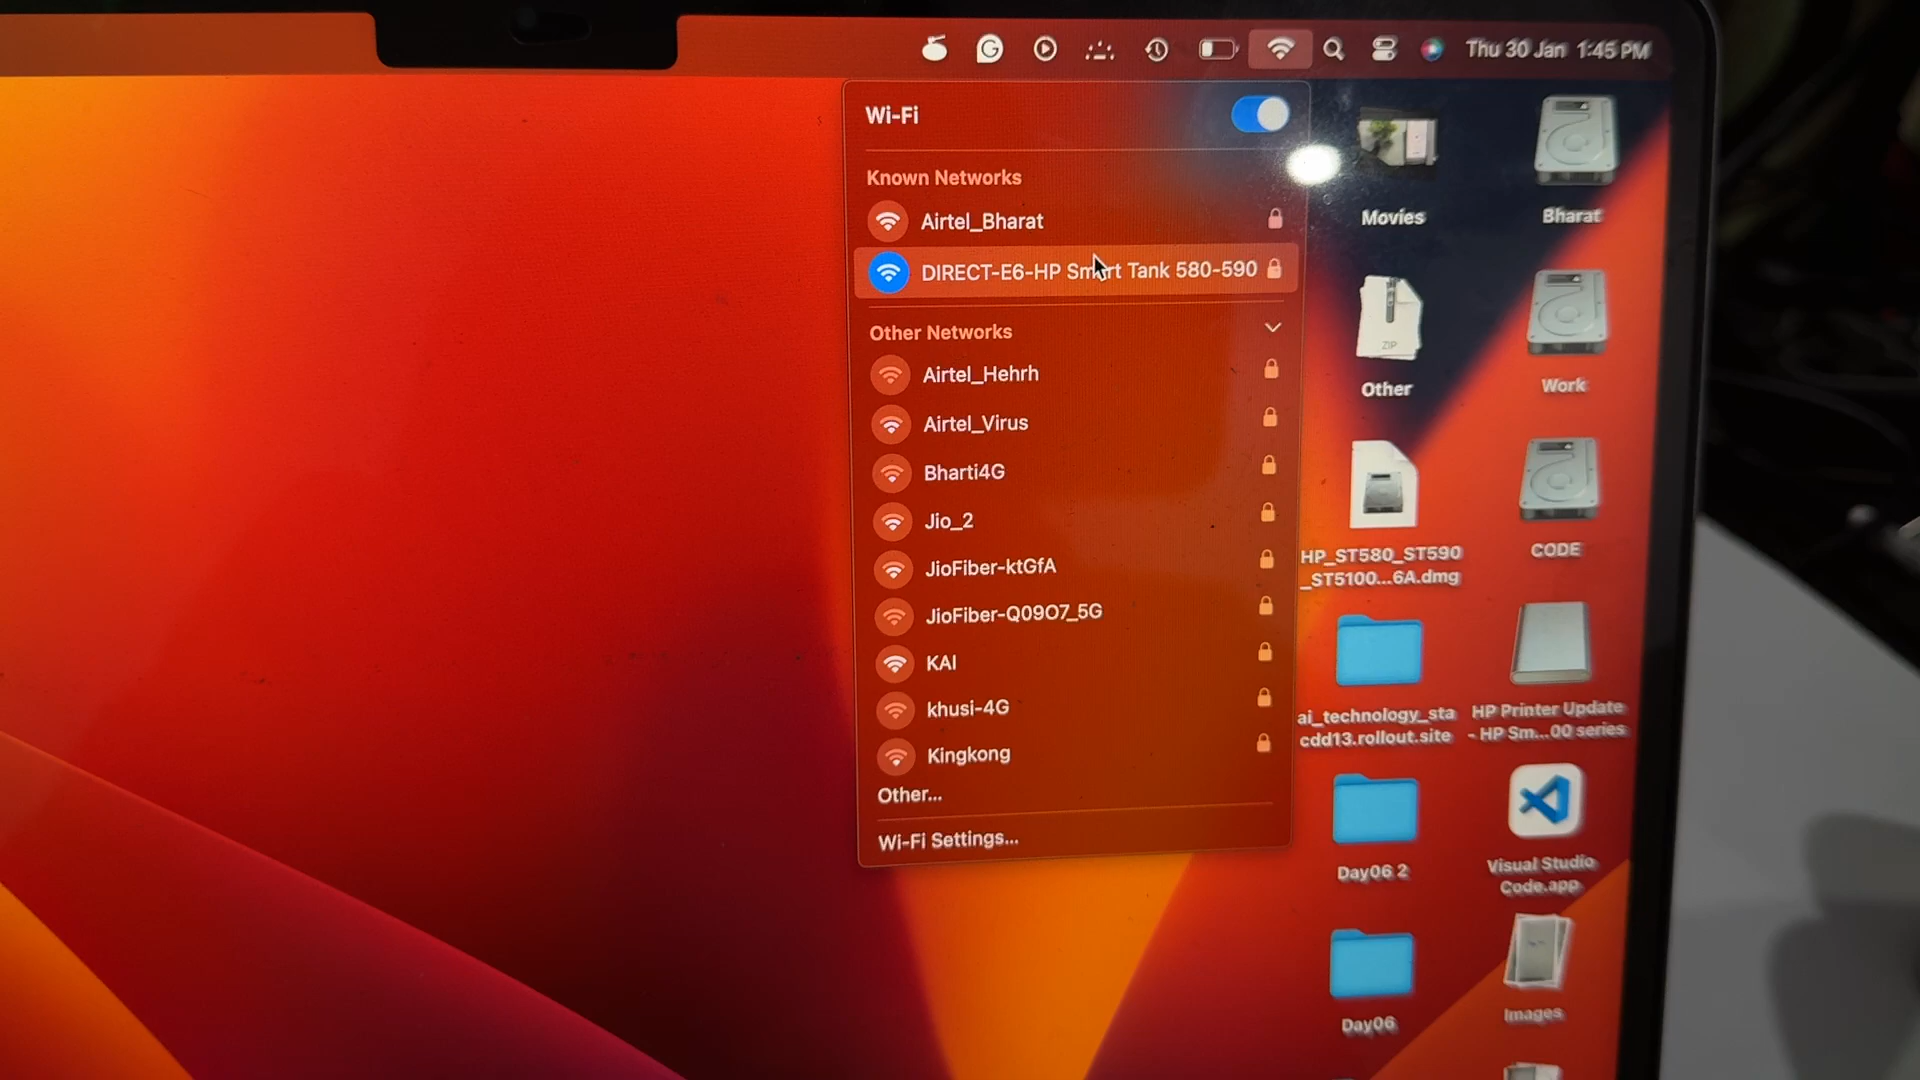 Thu 30 Jan 1:45 PM
Wi-Fi
Known Networks
Airtel_Bharat
DIRECT-E6-HP Smart Tank 580-590
Other Networks
Airtel_Hehrh
Airtel_Virus
Bharti4G
Jio_2
JioFiber-ktGfA
JioFiber-Q09O7_5G
KAI
khusi-4G
Kingkong
Other...
Wi-Fi Settings...
Movies
Bharat
ZIP
Other
Work
HP_ST580_ST590
_ST5100...6A.dmg
CODE
ai_technology_sta
cdd13.rollout.site
HP Printer Update
- HP Sm...00 series
Day06 2
Visual Studio
Code.app
Day06
Images